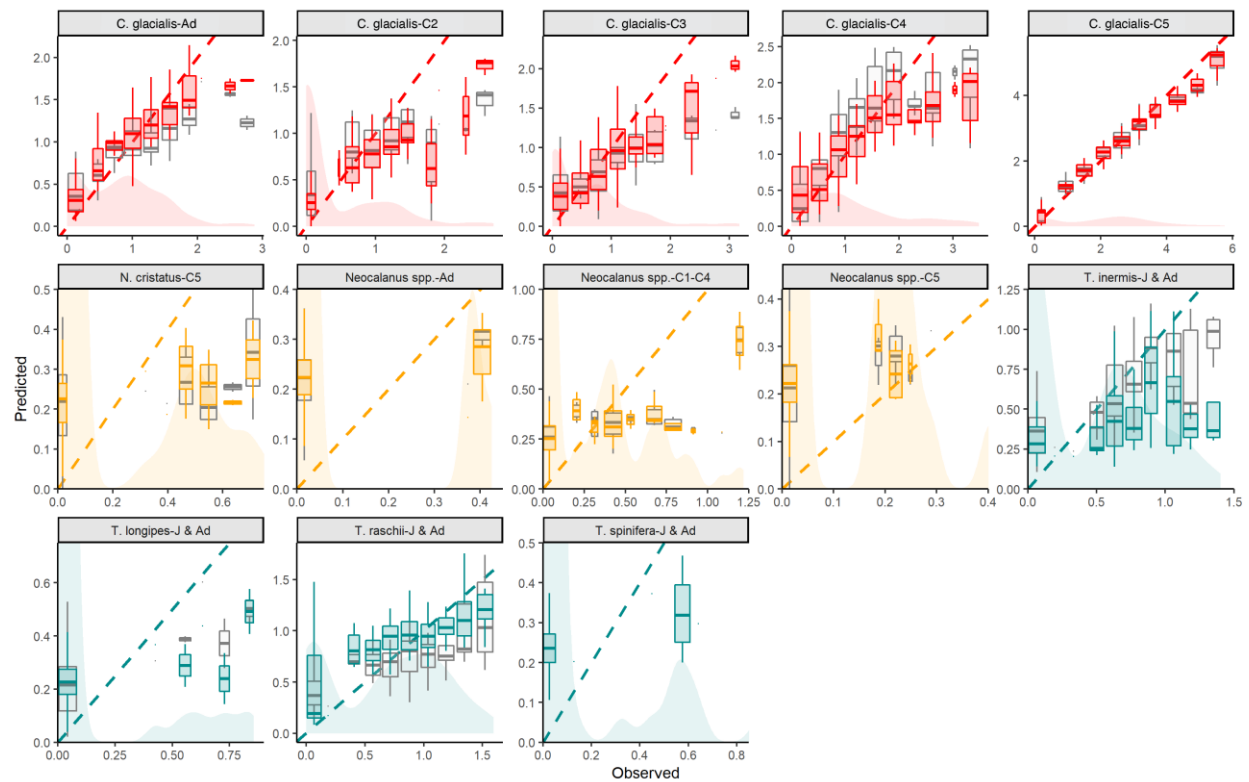 C. glacialis-Ad C. glacialis-C2 C. glacialis-C3 C. glacialis-C4 C. glacialis-C5
2.0 1.5 1.0 0.5 0.0
0 1 2 3
2.0 1.5 1.0 0.5 0.0
0 1 2
2.0 1.5 1.0 0.5 0.0
0 1 2 3
2.5 2.0 1.5 1.0 0.5 0.0
0 1 2 3
4 2 0
0 2 4 6
N. cristatus-C5 Neocalanus spp.-Ad Neocalanus spp.-C1-C4 Neocalanus spp.-C5 T. inermis-J & Ad
Predicted
0.5 0.4 0.3 0.2 0.1 0.0
0.0 0.2 0.4 0.6
0.4 0.3 0.2 0.1 0.0
0.0 0.1 0.2 0.3 0.4
1.00 0.75 0.50 0.25 0.00
0.00 0.25 0.50 0.75 1.00 1.25
0.4 0.3 0.2 0.1 0.0
0.0 0.1 0.2 0.3 0.4
1.25 1.00 0.75 0.50 0.25 0.00
0.0 0.5 1.0 1.5
T. longipes-J & Ad T. raschii-J & Ad T. spinifera-J & Ad
0.6 0.4 0.2 0.0
0.00 0.25 0.50 0.75
1.5 1.0 0.5 0.0
0.0 0.5 1.0 1.5
0.5 0.4 0.3 0.2 0.1 0.0
0.0 0.2 0.4 0.6 0.8
Observed